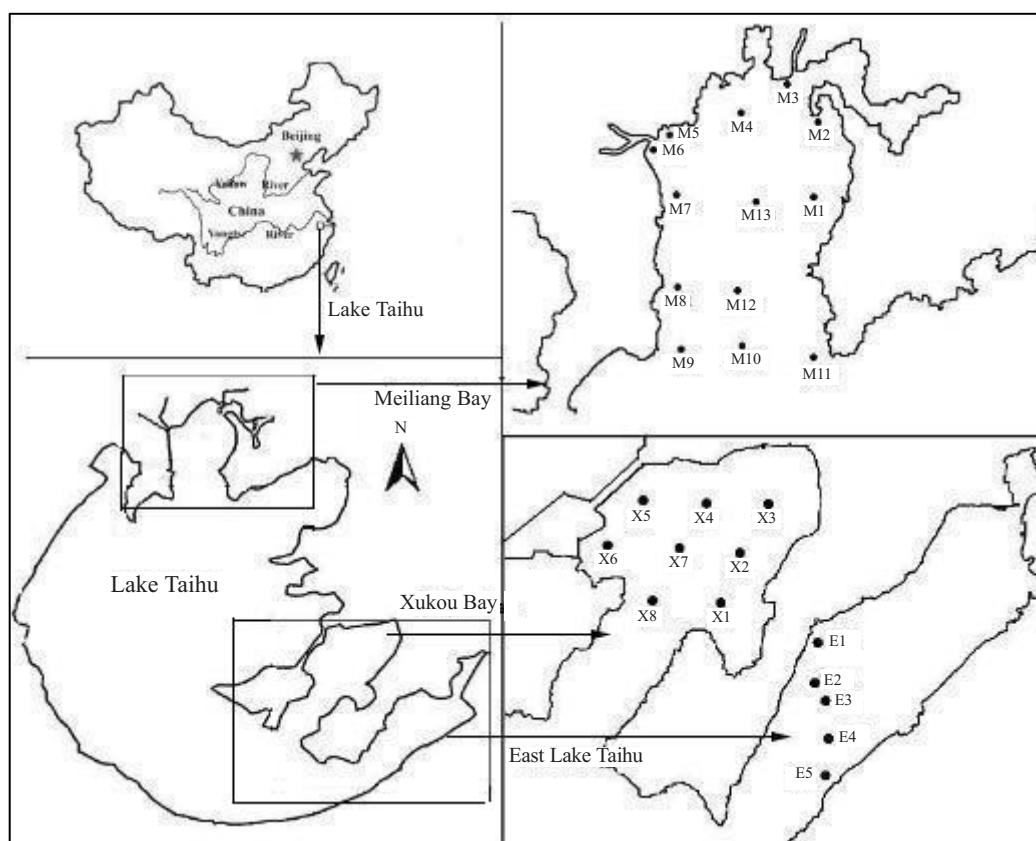 Beijing
River
China
River
Lake Taihu
M3
M4
M2
M5
M6
M7
M13
M1
M8
M12
M9
M10
M11
Meiliang Bay
N
Lake Taihu
Xukou Bay
East Lake Taihu
X5
X4
X3
X6
X7
X2
X8
X1
E1
E2
E3
E4
E5